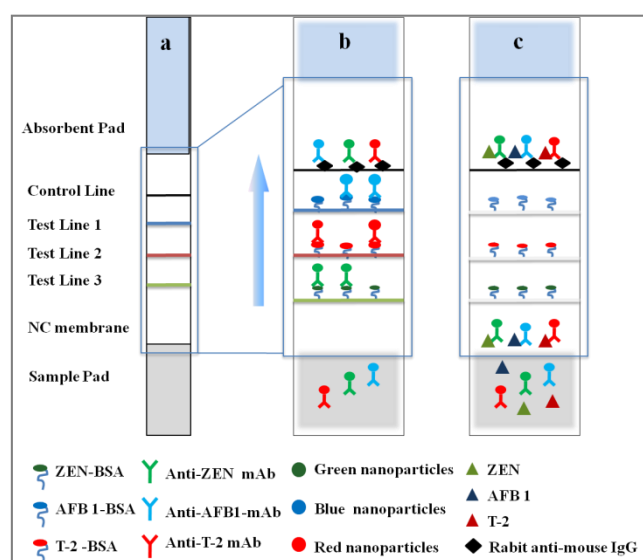 a b c
Absorbent Pad
Control Line
Test Line 1
Test Line 2
Test Line 3
NC membrane
Sample Pad
ZEN-BSA Anti-ZEN mAb Green nanoparticles ZEN
AFB 1-BSA Anti-AFB1-mAb Blue nanoparticles AFB 1
T-2 -BSA Anti-T-2 mAb Red nanoparticles T-2
Rabit anti-mouse IgG